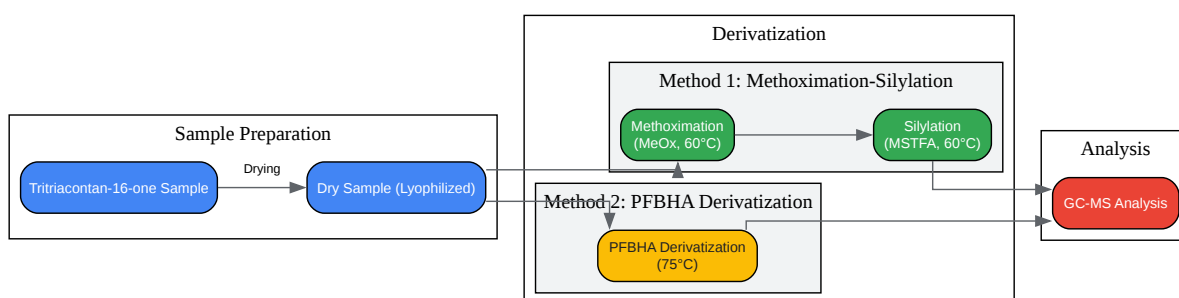 Derivatization
Method 1: Methoximation-Silylation
Methoximation
(MeOx, 60°C)
Silylation
(MSTFA, 60°C)
Sample Preparation
Tritriacontan-16-one Sample
Drying
Dry Sample (Lyophilized)
Method 2: PFBHA Derivatization
PFBHA Derivatization
(75°C)
Analysis
GC-MS Analysis